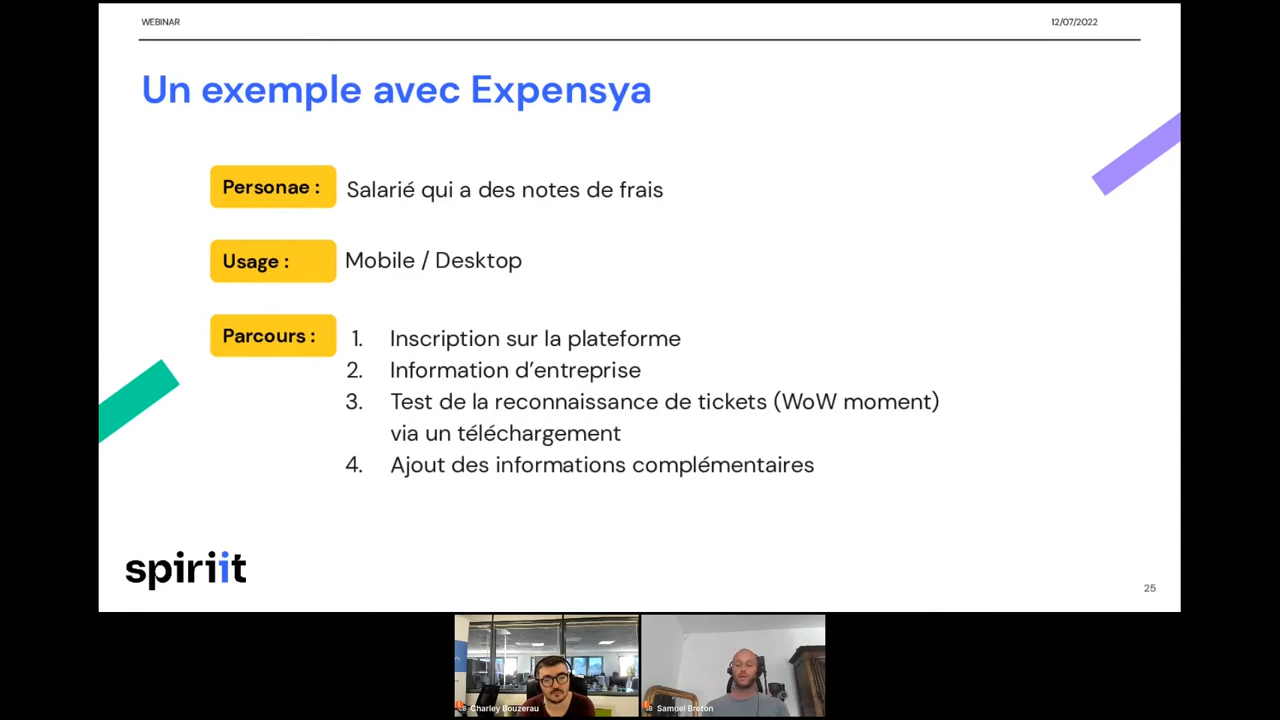 WEBINAR
12/07/2022
Un exemple avec Expensya
Personae :
Salarié qui a des notes de frais
Usage :
Mobile / Desktop
Parcours :
1. Inscription sur la plateforme
2. Information d’entreprise
3. Test de la reconnaissance de tickets (WoW moment)
via un téléchargement
4. Ajout des informations complémentaires
spiriit
25
Charley Bouzerau
Samuel Breton